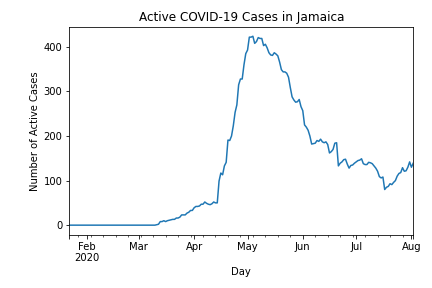 Active COVID-19 Cases in Jamaica
Number of Active Cases
400
300
200
100
0
Feb Mar Apr May Jun Jul Aug
2020
Day